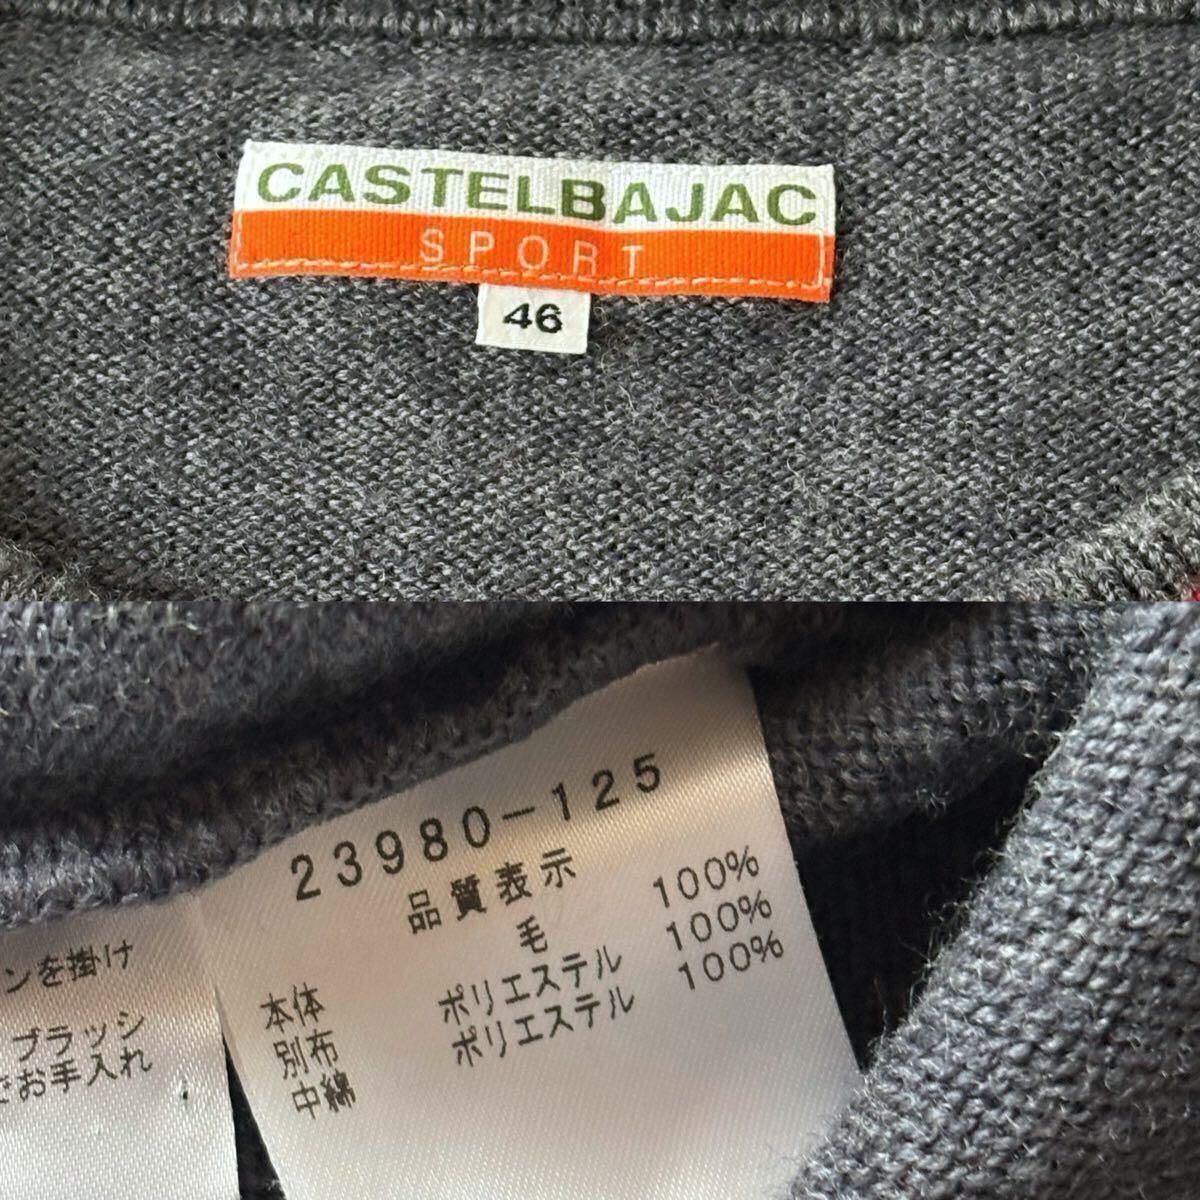 CASTELBAJAC
SPORT
46
23980-125
品質表示
本体 毛 100%
別布 ポリエステル 100%
中綿 ポリエステル 100%
ンを掛け
ブラッシ
でお手入れ